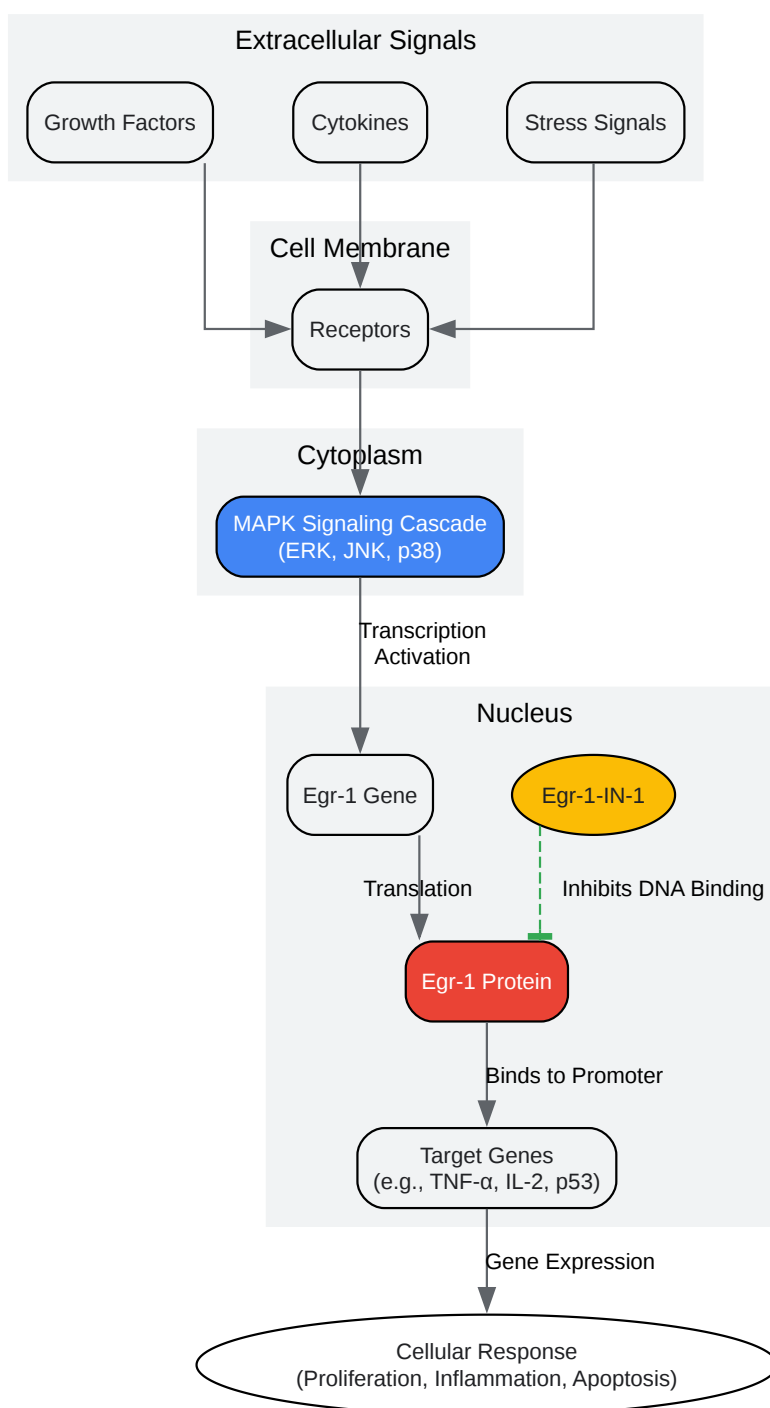 Extracellular Signals
Growth Factors
Cytokines
Stress Signals
Cell Membrane
Receptors
Cytoplasm
MAPK Signaling Cascade
(ERK, JNK, p38)
Transcription
Activation
Nucleus
Egr-1 Gene
Egr-1-IN-1
Translation
Inhibits DNA Binding
Egr-1 Protein
Binds to Promoter
Target Genes
(e.g., TNF-α, IL-2, p53)
Gene Expression
Cellular Response
(Proliferation, Inflammation, Apoptosis)